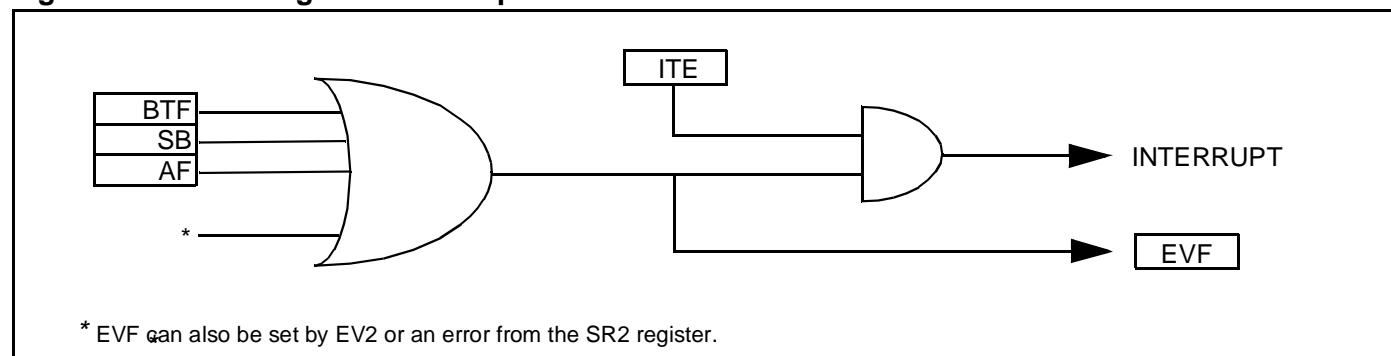 ITE
BTF
SB
AF
INTERRUPT
*
EVF
* EVF can also be set by EV2 or an error from the SR2 register.
*